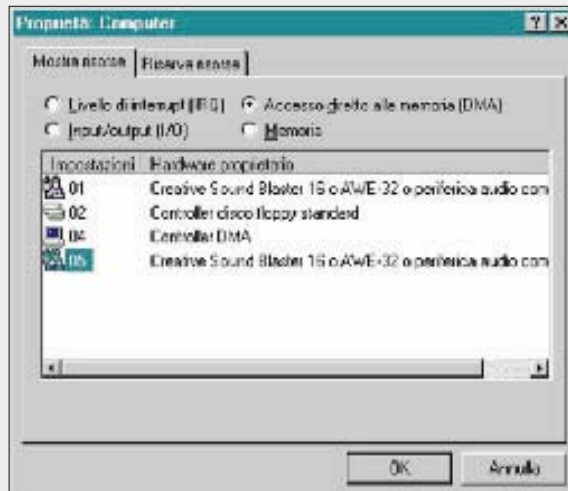 Proprietà: Computer
Mostra risorse Riserva risorse
Livello di interrupt (IRQ) Accesso diretto alle memoria (DMA)
Input/output (I/O) Memoria
Impostazioni Hardware proprietario
01 Creative Sound Blaster 16 o AWE-32 o periferica audio com
02 Controller disco floppy standard
04 Controller DMA
05 Creative Sound Blaster 16 o AWE-32 o periferica audio com
OK Annulla